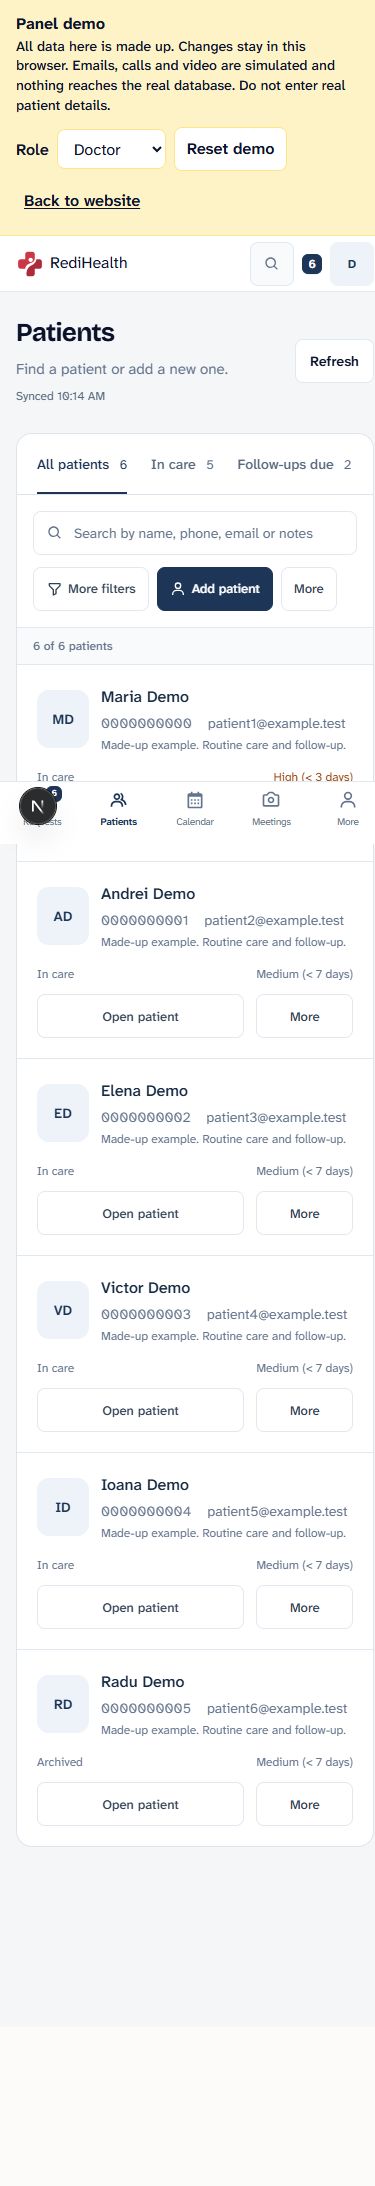 Panel demo
All data here is made up. Changes stay in this
browser. Emails, calls and video are simulated and
nothing reaches the real database. Do not enter real
patient details.
Role Doctor Reset demo
Back to website
RediHealth 6 D
Patients
Find a patient or add a new one.
Refresh
Synced 10:14 AM
All patients 6 In care 5 Follow-ups due 2
Search by name, phone, email or notes
More filters Add patient More
6 of 6 patients
MD
Maria Demo
0000000000 patient1@example.test
Made-up example. Routine care and follow-up.
In care High (< 3 days)
N 6
Patients Calendar Meetings More
AD
Andrei Demo
0000000001 patient2@example.test
Made-up example. Routine care and follow-up.
In care Medium (< 7 days)
Open patient More
ED
Elena Demo
0000000002 patient3@example.test
Made-up example. Routine care and follow-up.
In care Medium (< 7 days)
Open patient More
VD
Victor Demo
0000000003 patient4@example.test
Made-up example. Routine care and follow-up.
In care Medium (< 7 days)
Open patient More
ID
Ioana Demo
0000000004 patient5@example.test
Made-up example. Routine care and follow-up.
In care Medium (< 7 days)
Open patient More
RD
Radu Demo
0000000005 patient6@example.test
Made-up example. Routine care and follow-up.
Archived Medium (< 7 days)
Open patient More